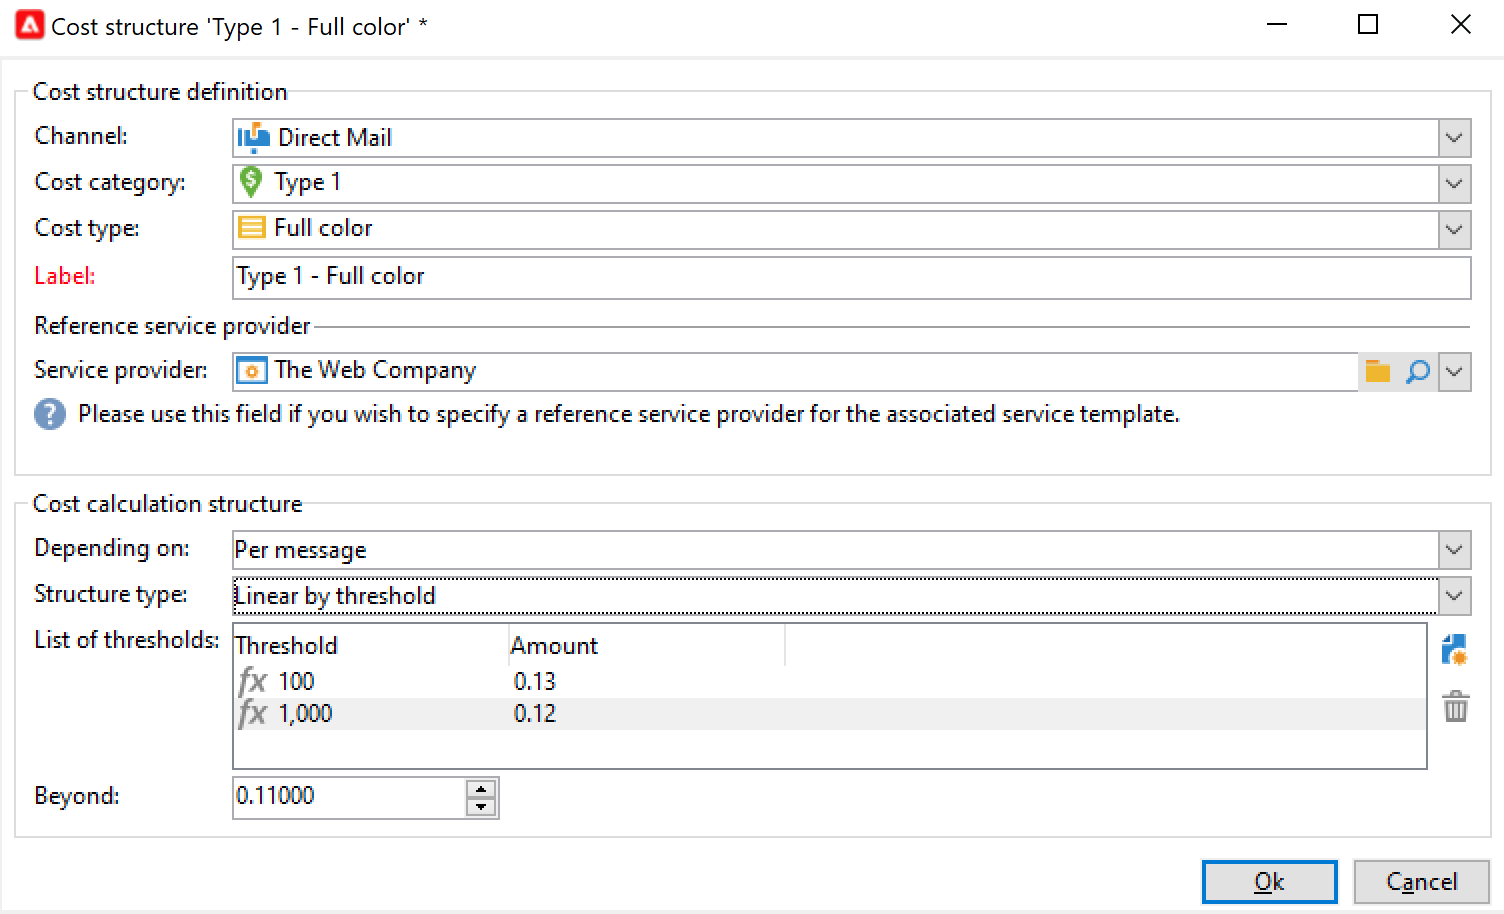 Cost structure 'Type 1 - Full color' *
Cost structure definition
Channel: Direct Mail
Cost category: Type 1
Cost type: Full color
Label: Type 1 - Full color
Reference service provider
Service provider: The Web Company
? Please use this field if you wish to specify a reference service provider for the associated service template.
Cost calculation structure
Depending on: Per message
Structure type: Linear by threshold
List of thresholds: Threshold Amount
fx 100 0.13
fx 1,000 0.12
Beyond: 0.11000
Ok Cancel